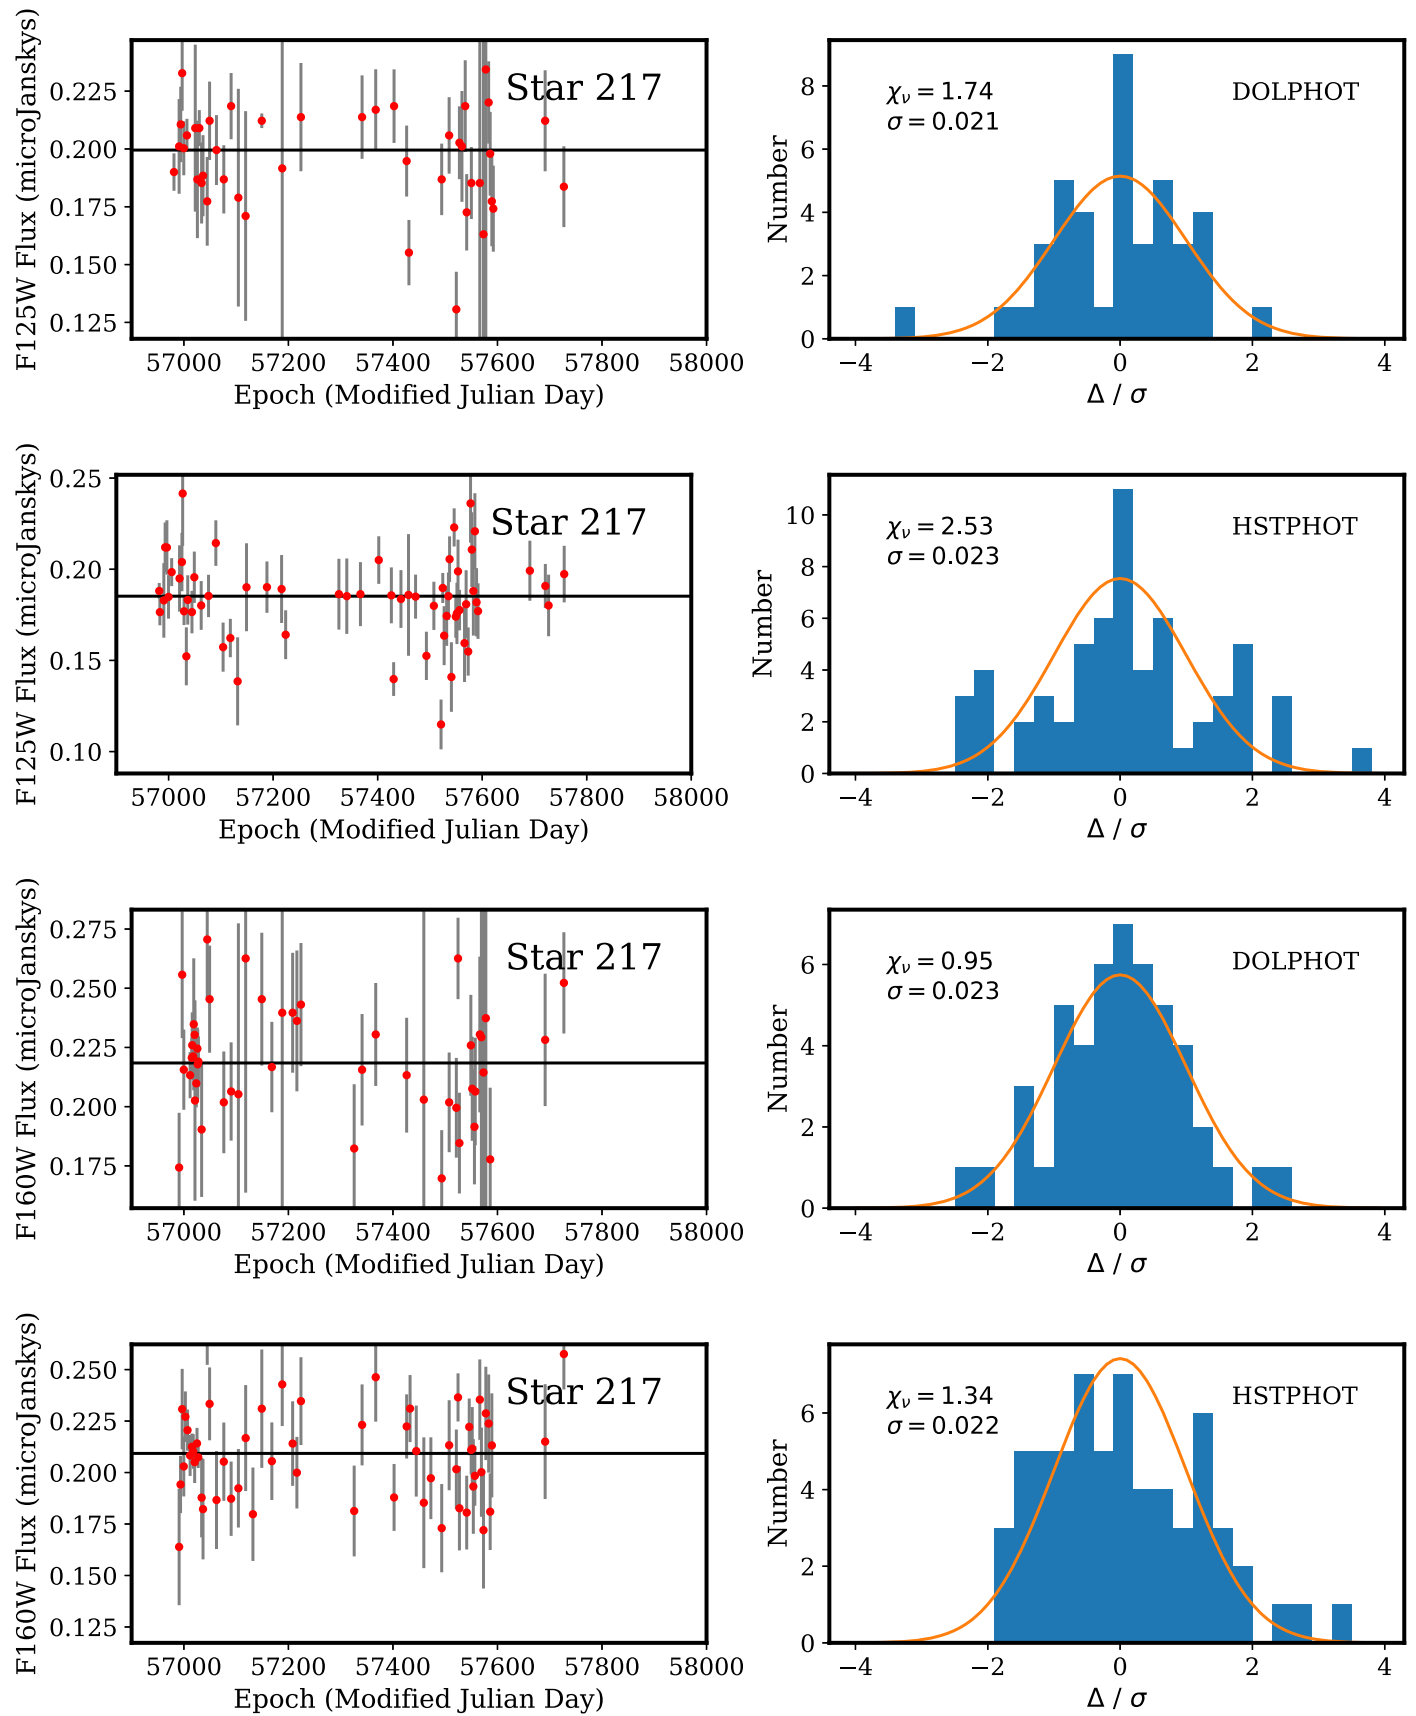 F125W Flux (microJanskys)
0.225
0.200
0.175
0.150
0.125
Star 217
57000 57200 57400 57600 57800 58000
Epoch (Modified Julian Day)
Number
8
6
4
2
0
χν = 1.74
σ = 0.021
DOLPHOT
−4 −2 0 2 4
Δ / σ
F125W Flux (microJanskys)
0.25
0.20
0.15
0.10
Star 217
57000 57200 57400 57600 57800 58000
Epoch (Modified Julian Day)
Number
10
8
6
4
2
0
χν = 2.53
σ = 0.023
HSTPHOT
−4 −2 0 2 4
Δ / σ
F160W Flux (microJanskys)
0.275
0.250
0.225
0.200
0.175
Star 217
57000 57200 57400 57600 57800 58000
Epoch (Modified Julian Day)
Number
6
4
2
0
χν = 0.95
σ = 0.023
DOLPHOT
−4 −2 0 2 4
Δ / σ
F160W Flux (microJanskys)
0.250
0.225
0.200
0.175
0.150
0.125
Star 217
57000 57200 57400 57600 57800 58000
Epoch (Modified Julian Day)
Number
6
4
2
0
χν = 1.34
σ = 0.022
HSTPHOT
−4 −2 0 2 4
Δ / σ